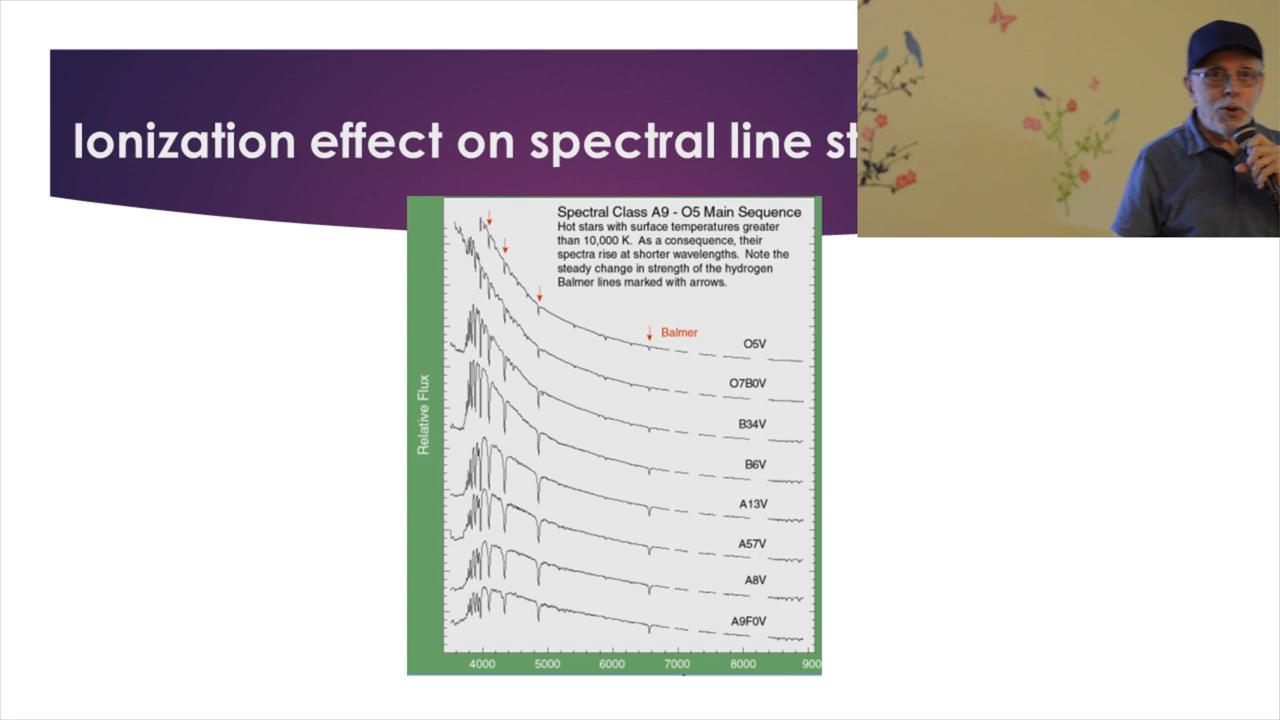 Ionization effect on spectral line st
Spectral Class A9 - O5 Main Sequence
Hot stars with surface temperatures greater
than 10,000 K. As a consequence, their
spectra rise at shorter wavelengths. Note the
steady change in strength of the hydrogen
Balmer lines marked with arrows.
Balmer
O5V
O7B0V
B34V
B6V
A13V
A57V
A8V
A9F0V
Relative Flux
4000 5000 6000 7000 8000 900